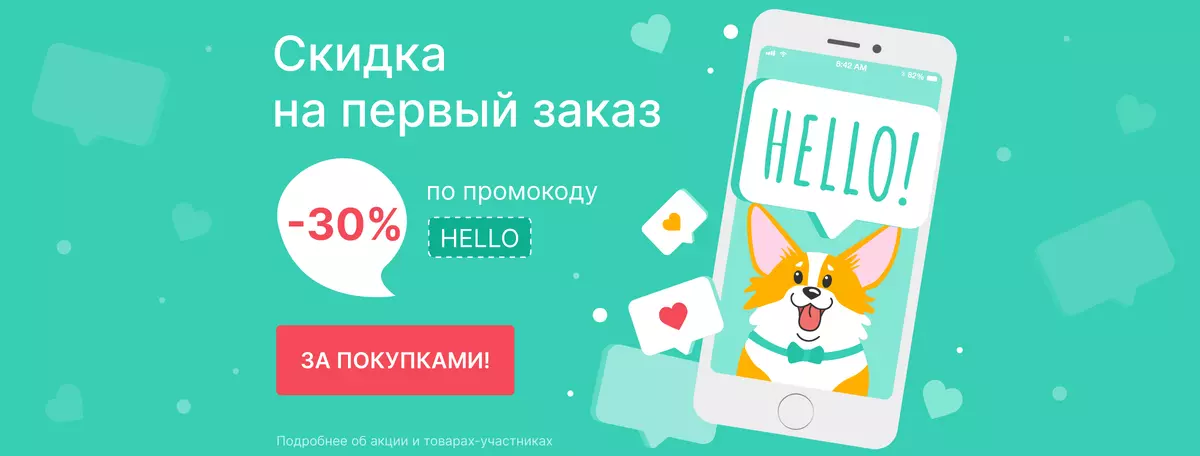 Скидка
на первый заказ
-30%
по промокоду
HELLO
ЗА ПОКУПКАМИ!
Подробнее об акции и товарах-участниках
5:42 AM
82%
HELLO!